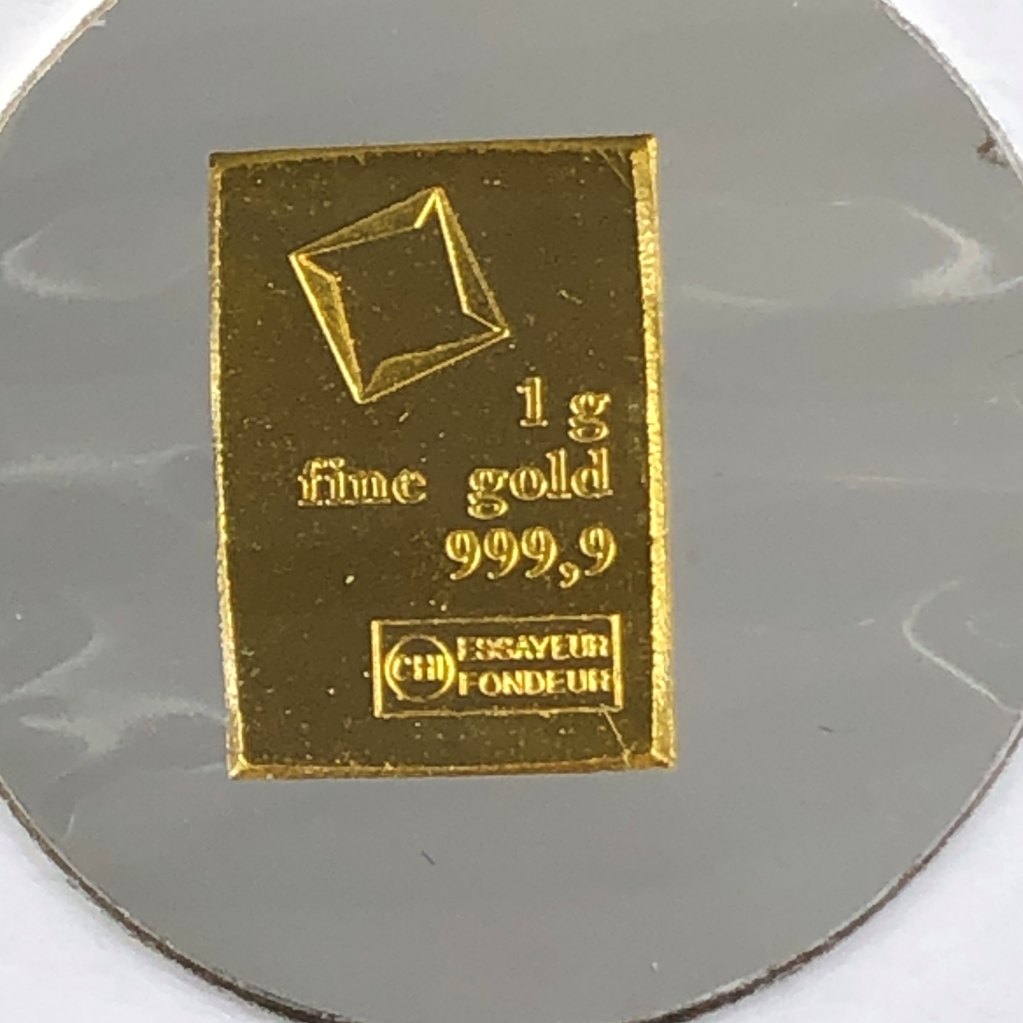 1 g
fine gold
999,9
CHI ESSAYEUR
FONDEUR